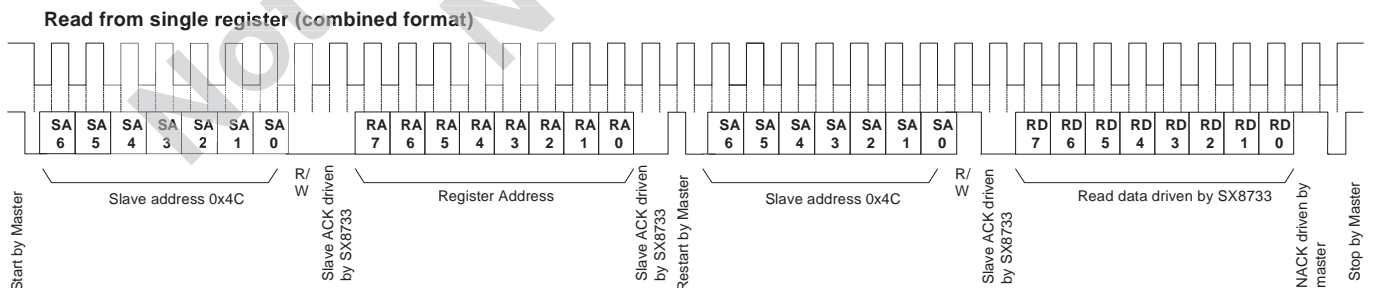 Read from single register (combined format)
Not
N
SA SA SA SA SA SA SA RA RA RA RA RA RA RA RA SA SA SA SA SA SA SA RD RD RD RD RD RD RD RD
6 5 4 3 2 1 0 7 6 5 4 3 2 1 0 6 5 4 3 2 1 0 7 6 5 4 3 2 1 0
Start by Master
Slave address 0x4C
R/
W
Slave ACK driven
by SX8733
Register Address
Slave ACK driven
by SX8733
Restart by Master
Slave address 0x4C
R/
W
Slave ACK driven
by SX8733
Read data driven by SX8733
NACK driven by
master
Stop by Master